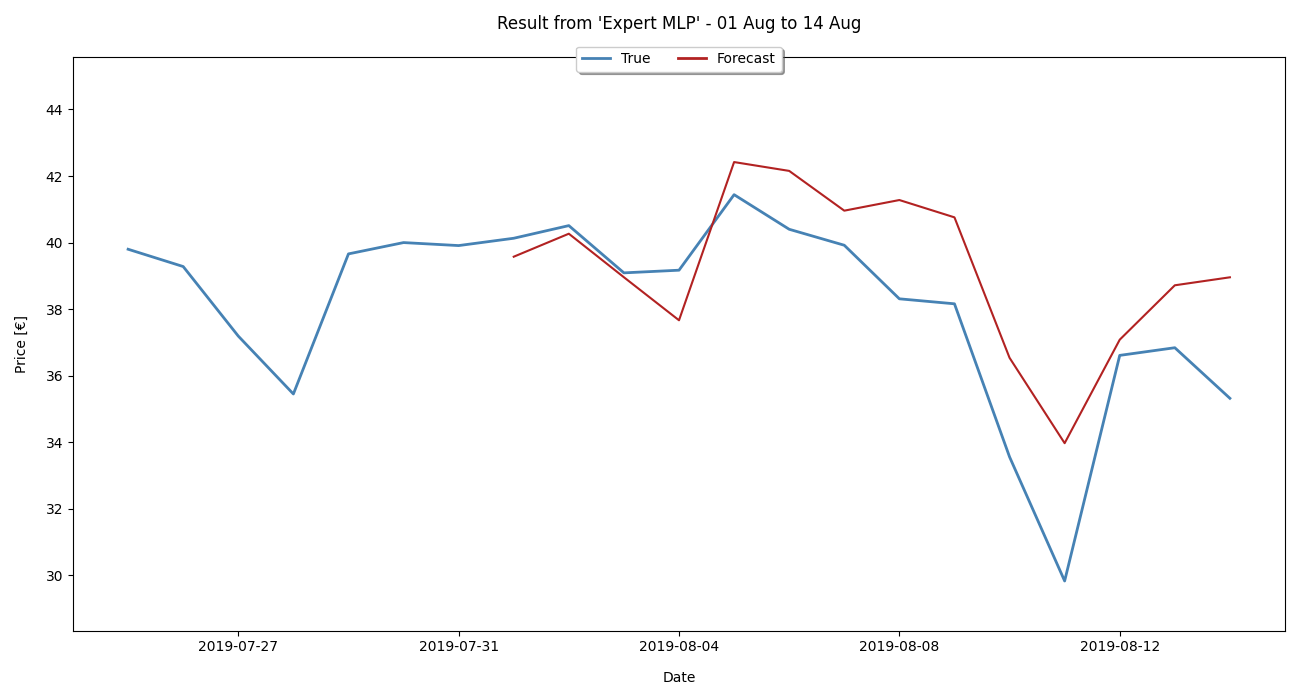 Result from 'Expert MLP' - 01 Aug to 14 Aug
True
Forecast
44
42
40
38
36
34
32
30
Price [€]
2019-07-27
2019-07-31
2019-08-04
2019-08-08
2019-08-12
Date